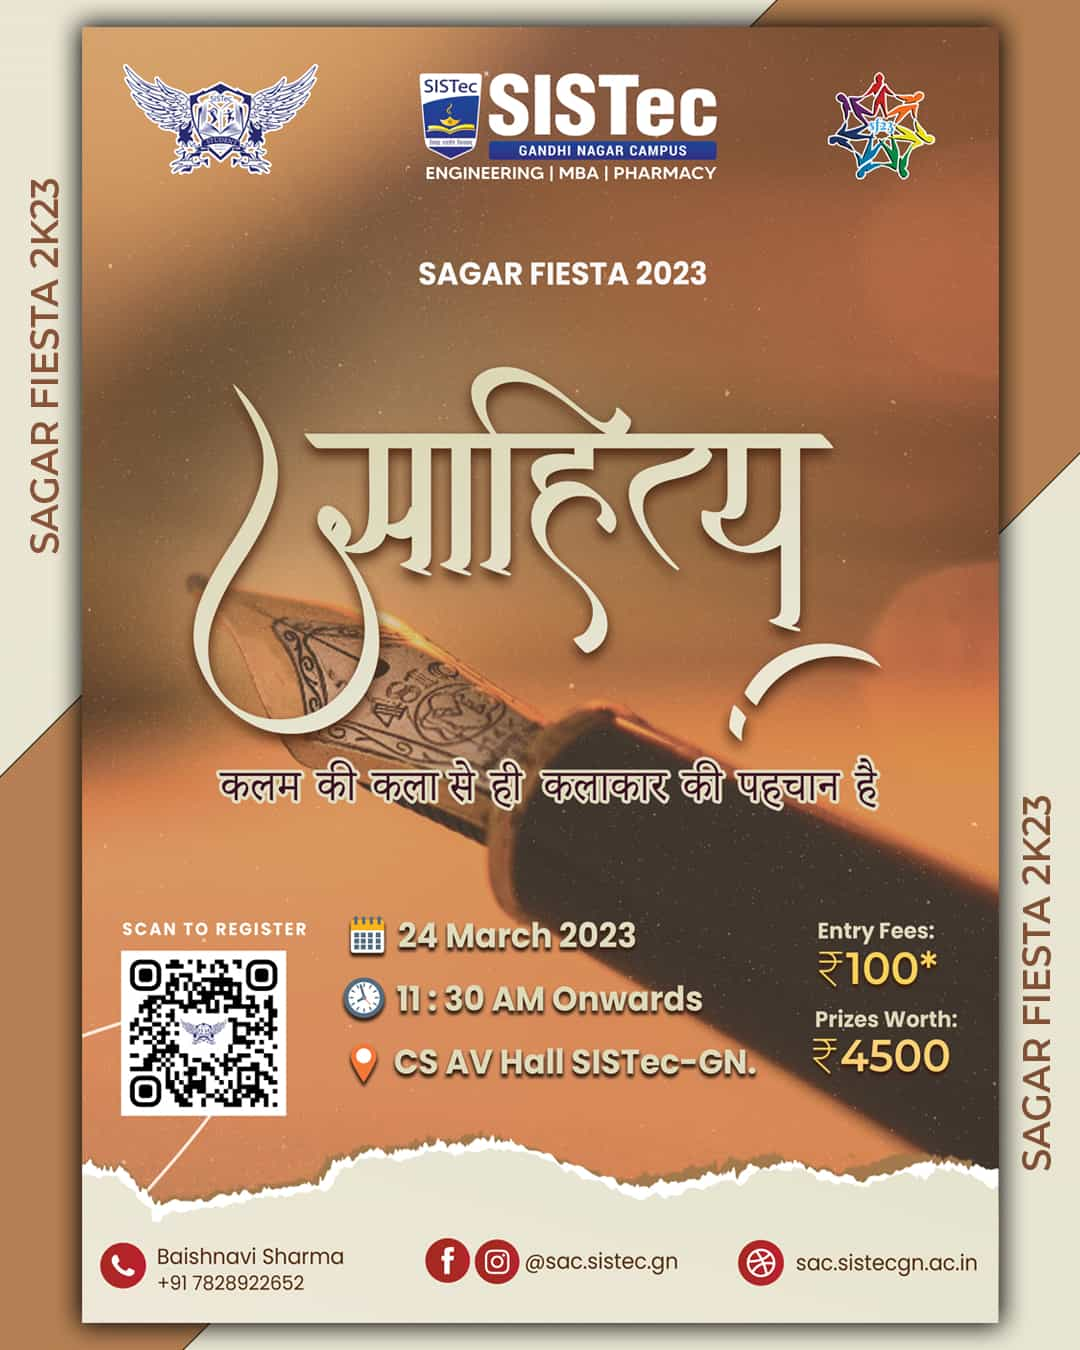 SISTec
SISTec
GANDHI NAGAR CAMPUS
ENGINEERING | MBA | PHARMACY
SAGAR FIESTA 2K23
SAGAR FIESTA 2023
साहित्य
कलम की कला से ही कलाकार की पहचान है
SCAN TO REGISTER
24 March 2023
11 : 30 AM Onwards
CS AV Hall SISTec-GN.
Entry Fees:
₹100*
Prizes Worth:
₹4500
SAGAR FIESTA 2K23
Baishnavi Sharma
+91 7828922652
@sac.sistec.gn
sac.sistecgn.ac.in